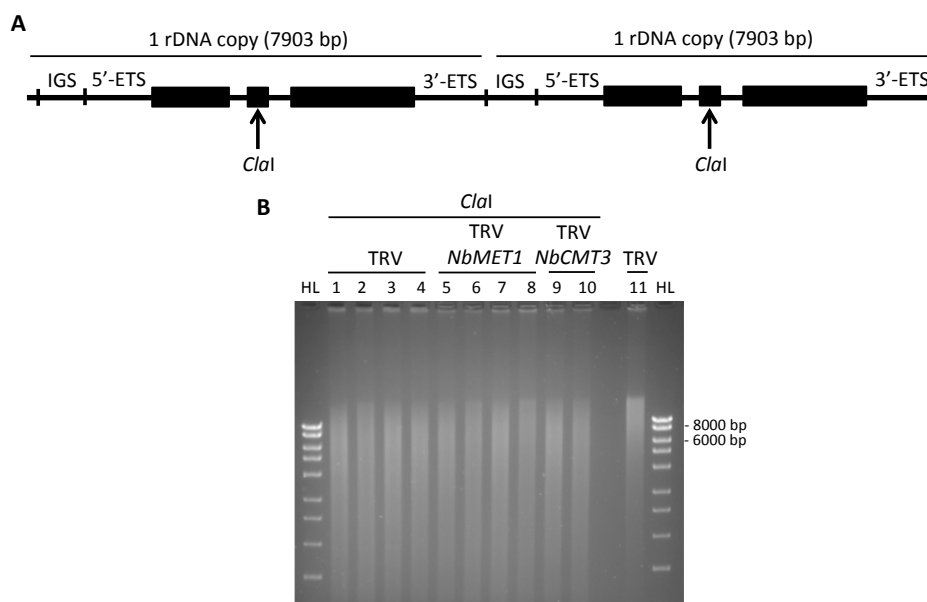 A
1 rDNA copy (7903 bp) 1 rDNA copy (7903 bp)
IGS 5’-ETS 3’-ETS IGS 5’-ETS 3’-ETS
ClaI ClaI
B
ClaI
TRV TRV
TRV NbMET1 NbCMT3 TRV
HL 1 2 3 4 5 6 7 8 9 10 11 HL
- 8000 bp
- 6000 bp